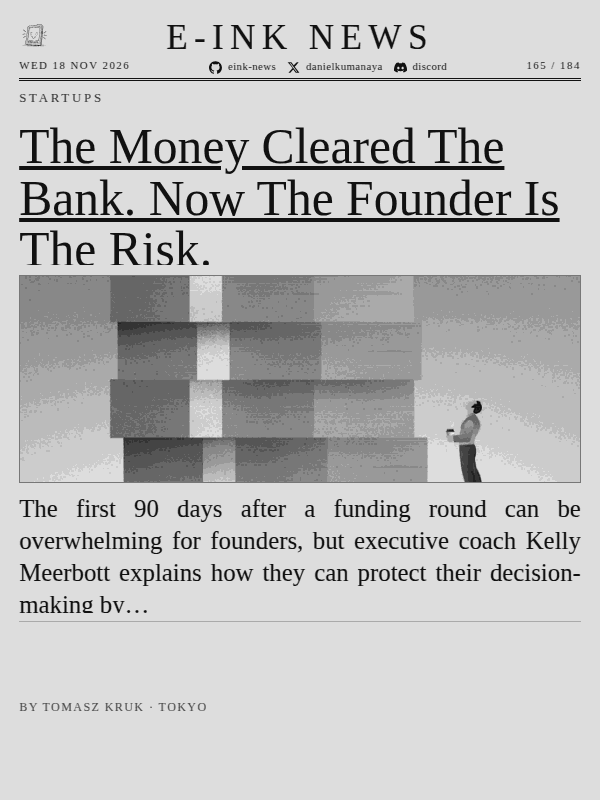 E-INK NEWS
WED 18 NOV 2026
eink-news
danielkumanaya
discord
165 / 184
STARTUPS
The Money Cleared The
Bank. Now The Founder Is
The Risk.
The first 90 days after a funding round can be
overwhelming for founders, but executive coach Kelly
Meerbott explains how they can protect their decision-
making by…
BY TOMASZ KRUK · TOKYO